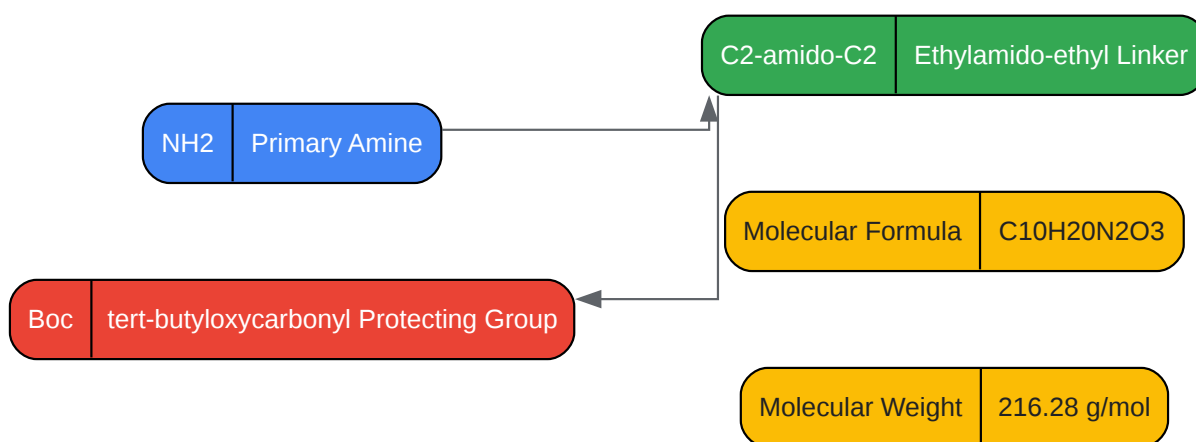 C2-amido-C2 Ethylamido-ethyl Linker
NH2 Primary Amine
Molecular Formula C10H20N2O3
Boc tert-butyloxycarbonyl Protecting Group
Molecular Weight 216.28 g/mol